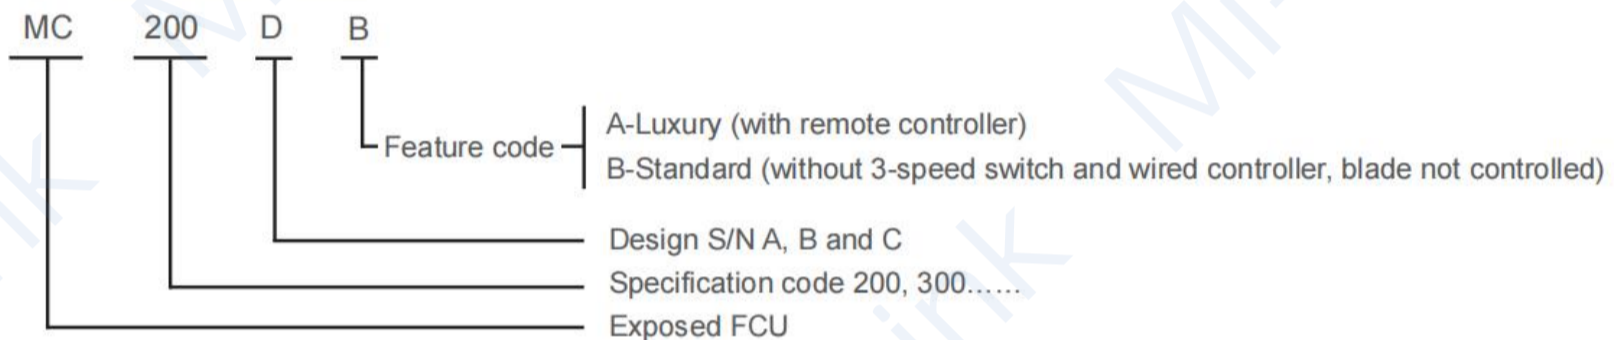 MC 200 D B
A-Luxury (with remote controller)
Feature code
B-Standard (without 3-speed switch and wired controller, blade not controlled)
Design S/N A, B and C
Specification code 200, 300......
Exposed FCU